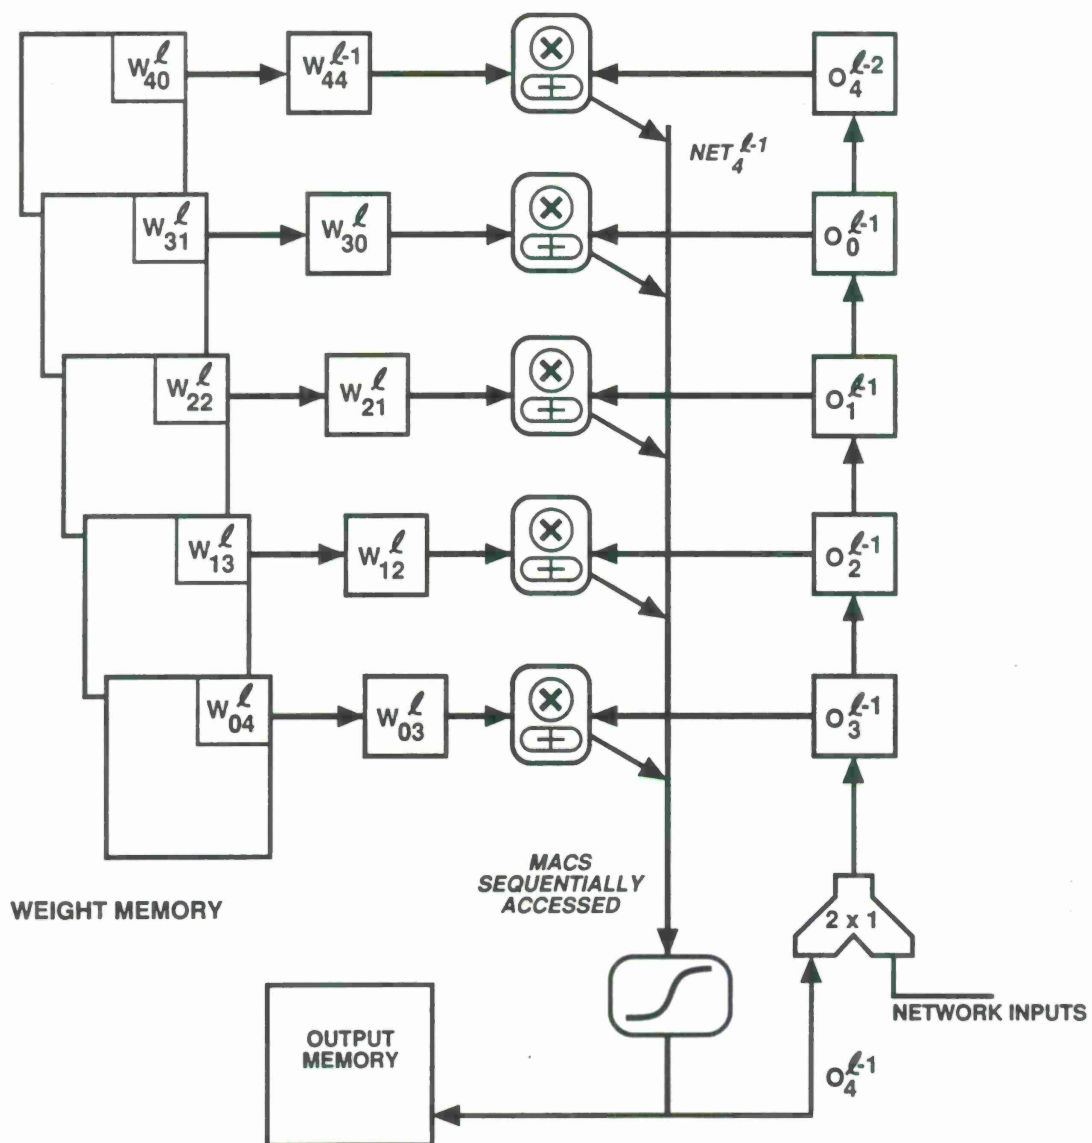 W₄₀ˡ W₄₄ˡ⁻¹ O₄ˡ⁻²
NET₄ˡ⁻¹
W₃₁ˡ W₃₀ˡ O₀ˡ⁻¹
W₂₂ˡ W₂₁ˡ O₁ˡ⁻¹
W₁₃ˡ W₁₂ˡ O₂ˡ⁻¹
W₀₄ˡ W₀₃ˡ O₃ˡ⁻¹
MACS
SEQUENTIALLY
ACCESSED
WEIGHT MEMORY
2 x 1
NETWORK INPUTS
OUTPUT
MEMORY
O₄ˡ⁻¹